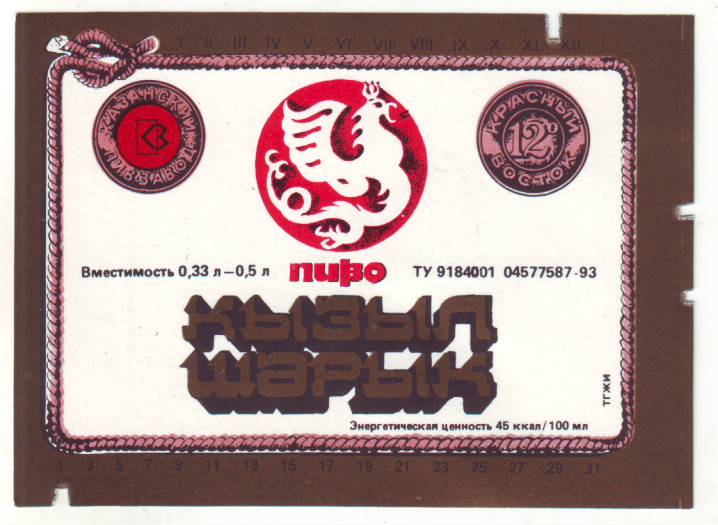 I II III IV V VI VII VIII IX X XI XII
КАЗАНСКИЙ
ПИВЗАВОД
КРАСНЫЙ
12°
ВОСТОК
Вместимость 0,33 л–0,5 л
пиво
ТУ 9184001 04577587-93
КЫЗЫЛ
ШАРЫК
ТГЖИ
Энергетическая ценность 45 ккал/100 мл
1 3 5 7 9 11 13 15 17 19 21 23 25 27 29 31